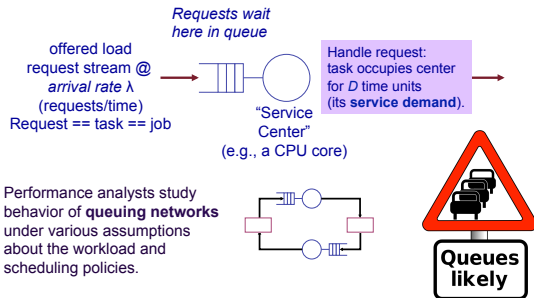 Requests wait
here in queue
offered load
request stream @
arrival rate λ
(requests/time)
Request == task == job
“Service
Center”
(e.g., a CPU core)
Handle request:
task occupies center
for D time units
(its service demand).
Performance analysts study
behavior of queuing networks
under various assumptions
about the workload and
scheduling policies.
Queues
likely